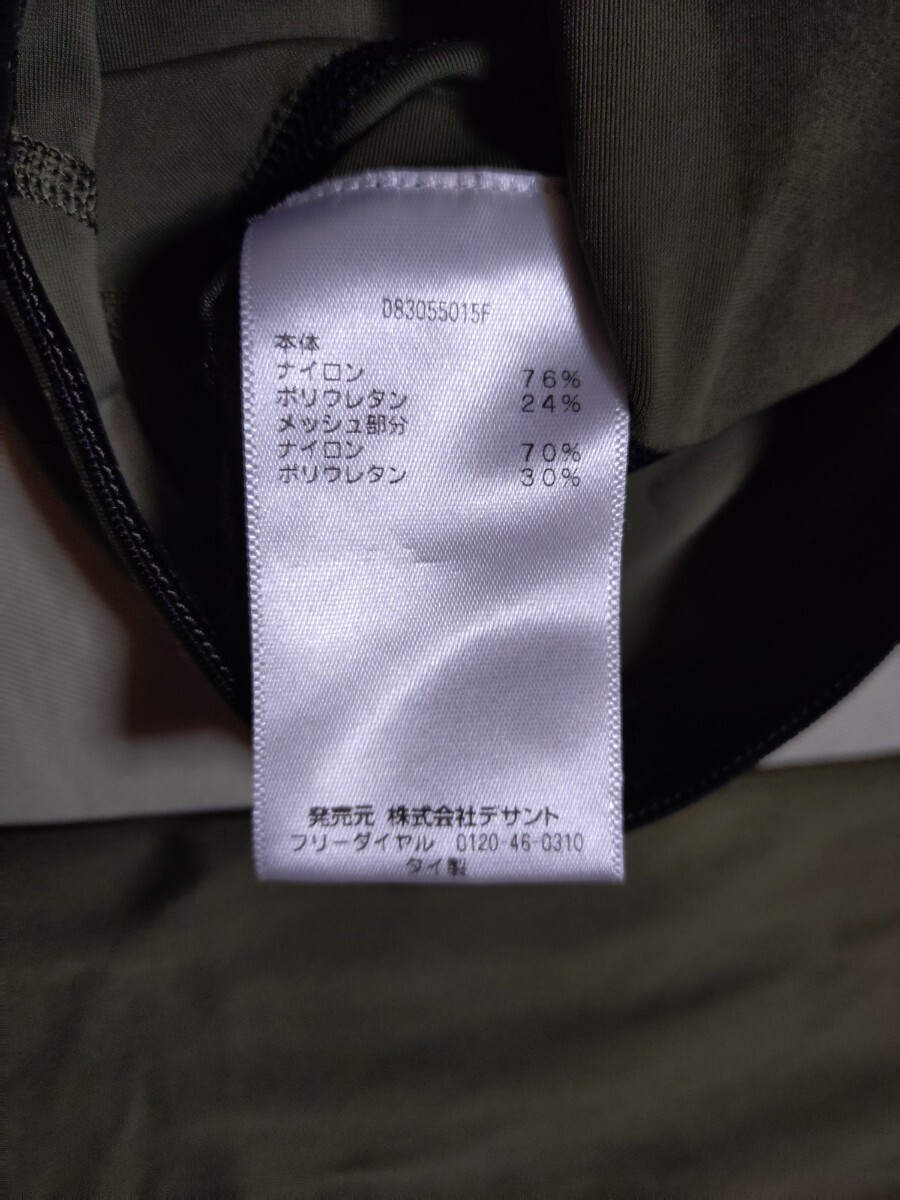 D83055015F
本体
ナイロン 76%
ポリウレタン 24%
メッシュ部分
ナイロン 70%
ポリウレタン 30%
発売元 株式会社デサント
フリーダイヤル 0120-46-0310
タイ製